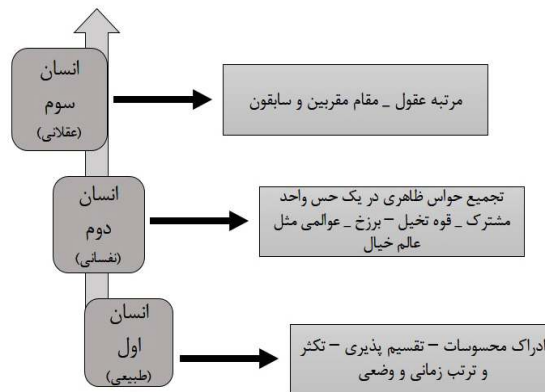 انسان
سوم
(عقلانی)
مرتبه عقول _ مقام مقربین و سابقون
انسان
دوم
(نفسانی)
تجمیع حواس ظاهری در یک حس واحد
مشترک _ قوه تخیل – برزخ _ عوالمی مثل
عالم خیال
انسان
اول
(طبیعی)
ادراک محسوسات – تقسیم پذیری – تکثر
و ترتب زمانی و وضعی